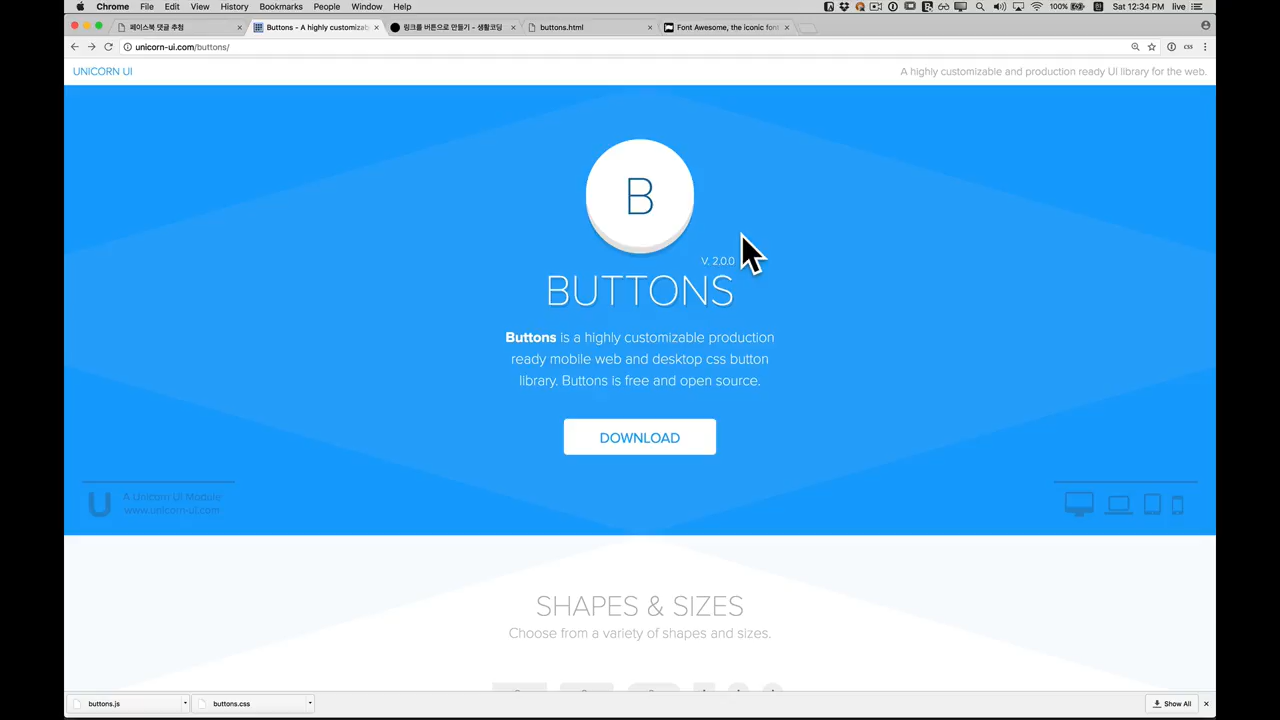 Chrome File Edit View History Bookmarks People Window Help 100% Sat 12:34 PM live
페이스북 댓글 추첨 Buttons - A highly customizab 링크를 버튼으로 만들기 - 생활코딩 buttons.html Font Awesome, the iconic font
unicorn-ui.com/buttons/ css
UNICORN UI A highly customizable and production ready UI library for the web.
B
V. 2.0.0
BUTTONS
Buttons is a highly customizable production
ready mobile web and desktop css button
library. Buttons is free and open source.
DOWNLOAD
U A Unicorn UI Module
www.unicorn-ui.com
SHAPES & SIZES
Choose from a variety of shapes and sizes.
buttons.js buttons.css Show All